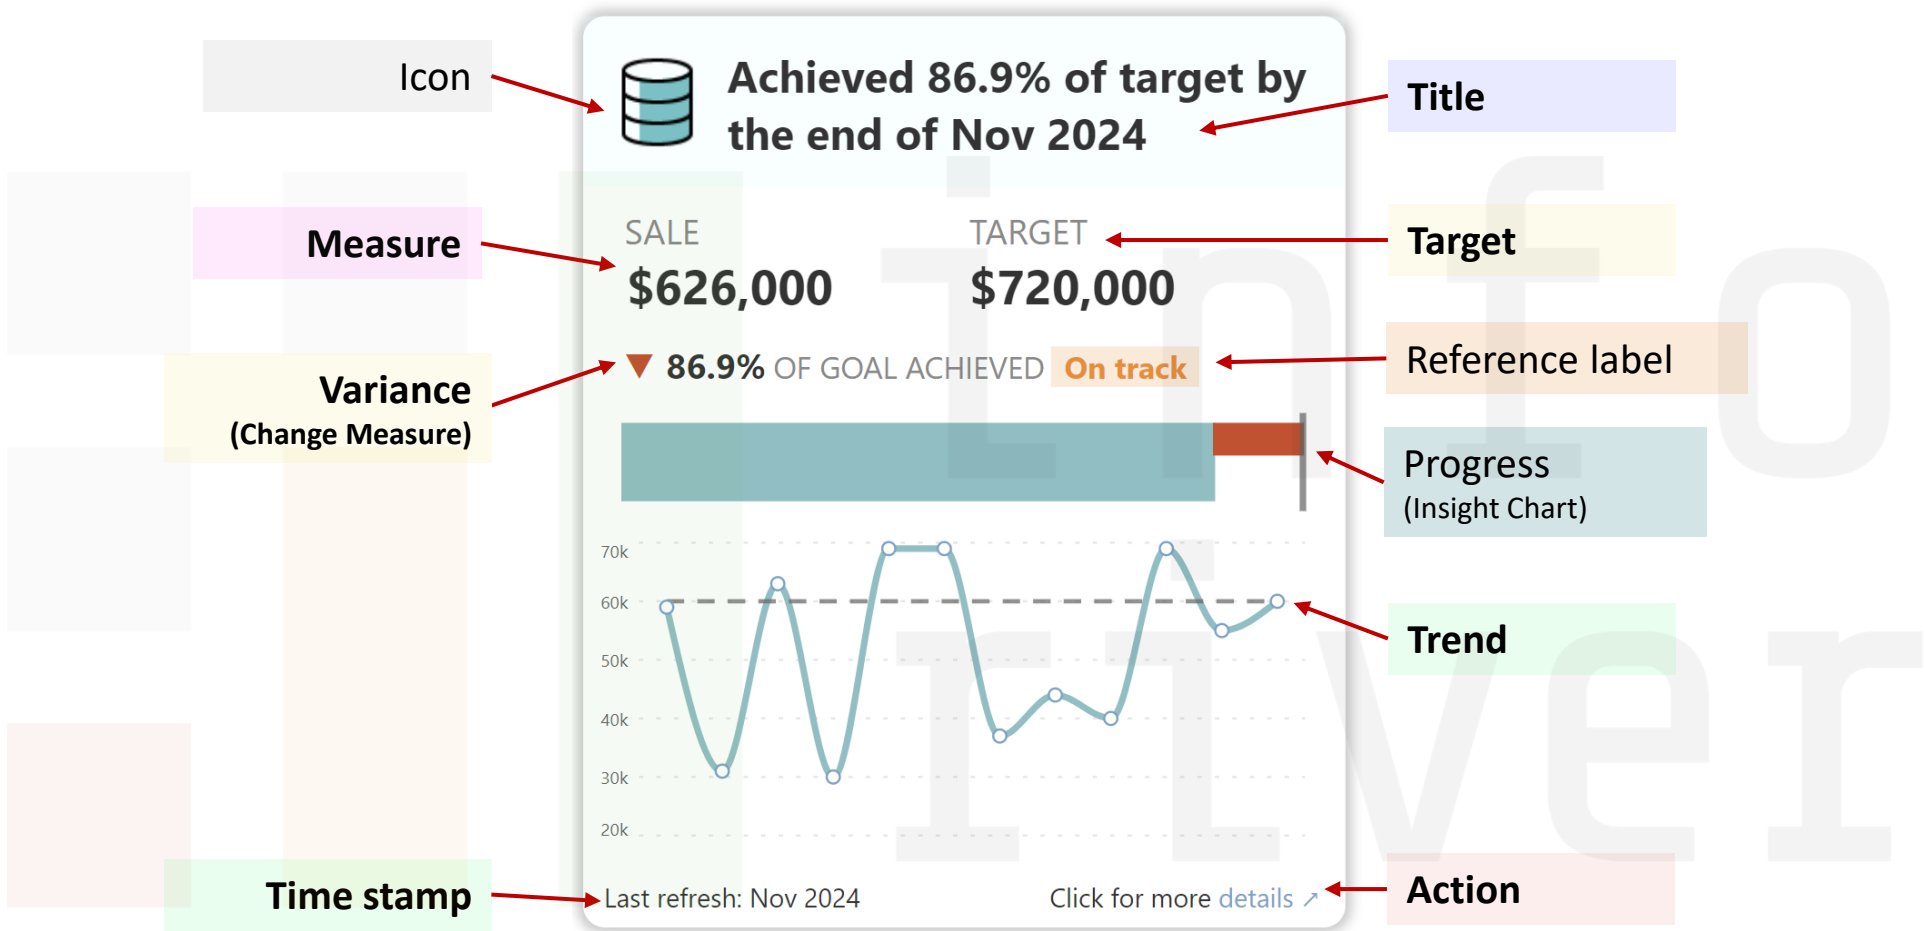 Icon
Achieved 86.9% of target by
the end of Nov 2024
Title
Measure
SALE
$626,000
TARGET
$720,000
Target
Variance
(Change Measure)
▼ 86.9% OF GOAL ACHIEVED On track
Reference label
Progress
(Insight Chart)
70k
60k
50k
40k
30k
20k
Trend
Time stamp
Last refresh: Nov 2024
Click for more details ↗
Action
info
river